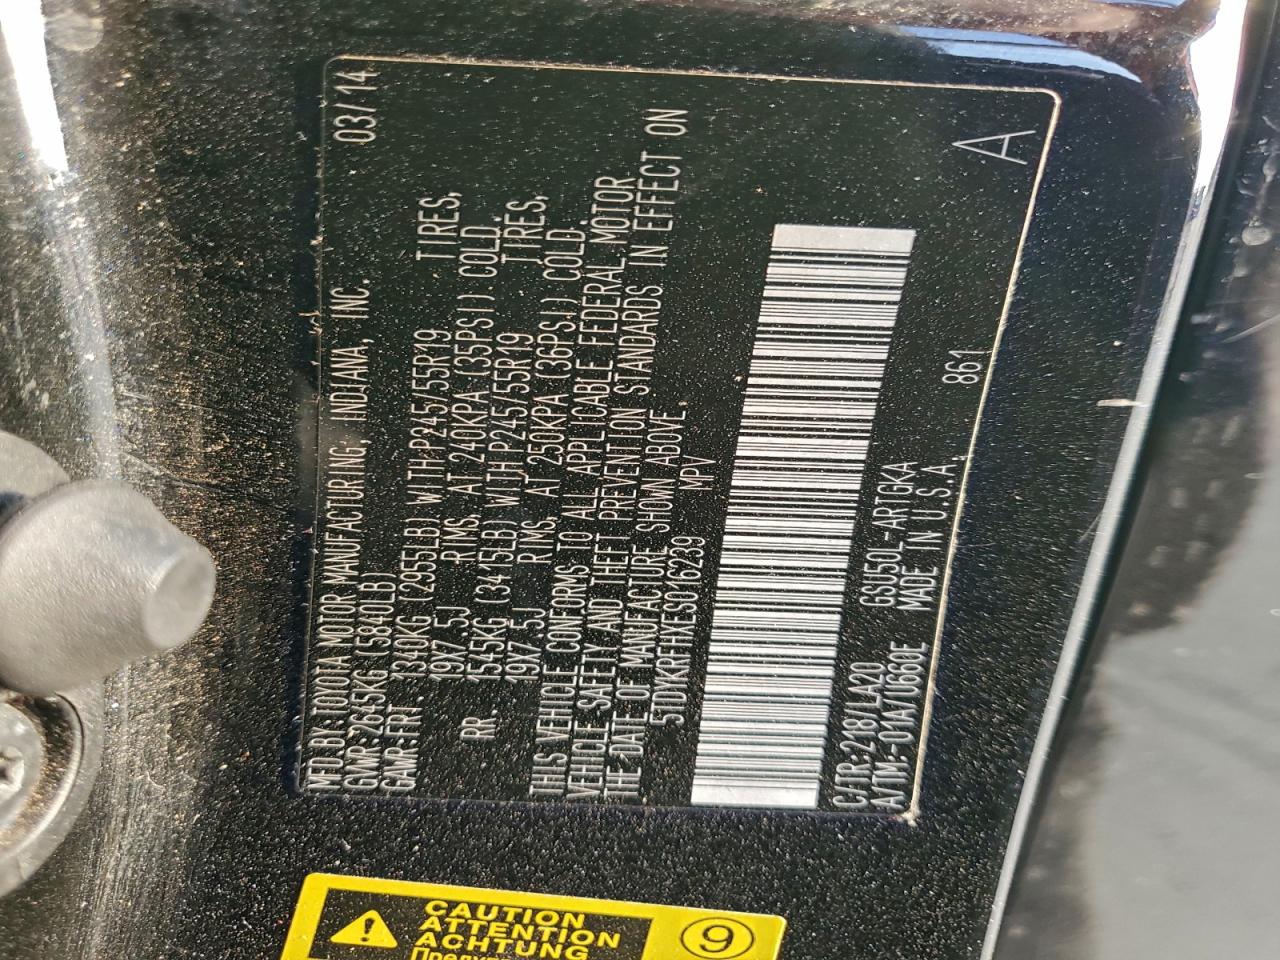 MFD.BY:TOYOTA MOTOR MANUFACTURING, INDIANA, INC. 03/14
GVWR:2645KG (5840LB)
GAWR:FRT. 1340KG (2955LB) WITH P245/55R19 TIRES,
19X7.5J RIMS, AT 240KPA (35PSI) COLD.
RR. 1545KG (3415LB) WITH P245/55R19 TIRES,
19X7.5J RIMS, AT 250KPA (36PSI) COLD.
THIS VEHICLE CONFORMS TO ALL APPLICABLE FEDERAL MOTOR
VEHICLE SAFETY AND THEFT PREVENTION STANDARDS IN EFFECT ON
THE DATE OF MANUFACTURE SHOWN ABOVE
5TDKRFHXES016239 MPV
C/TR:218/LA20 GSU50L-ARTGKA
A/TM:-01A/U660E MADE IN U.S.A. 861
A
CAUTION
ATTENTION
ACHTUNG
9